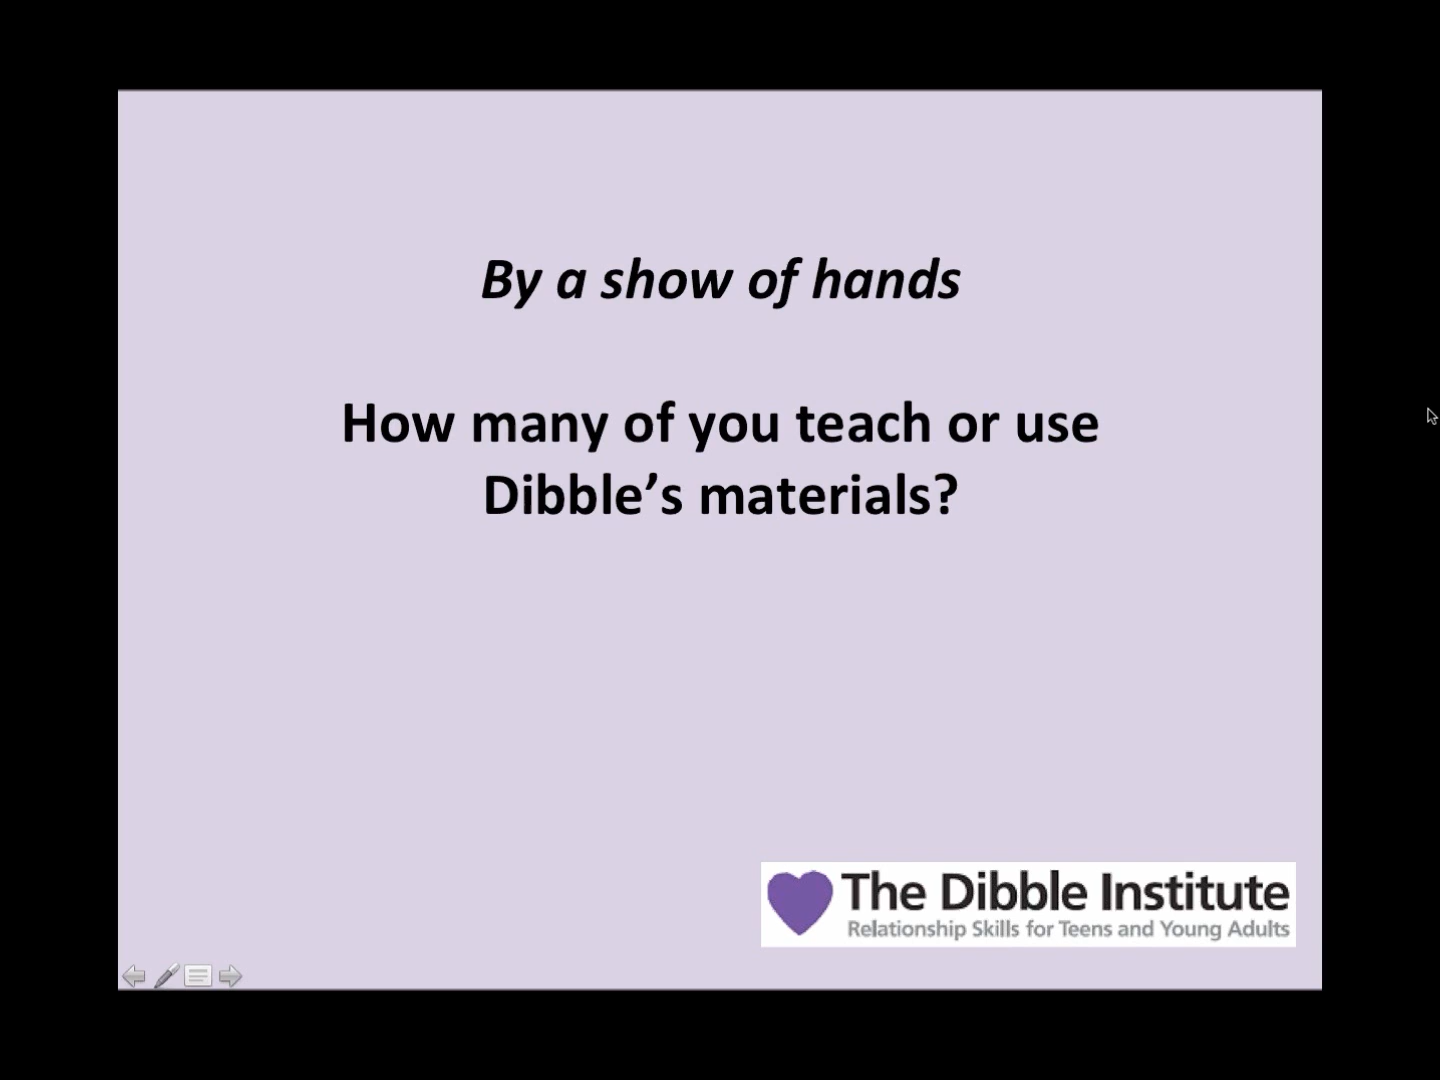 By a show of hands
How many of you teach or use
Dibble’s materials?
The Dibble Institute
Relationship Skills for Teens and Young Adults